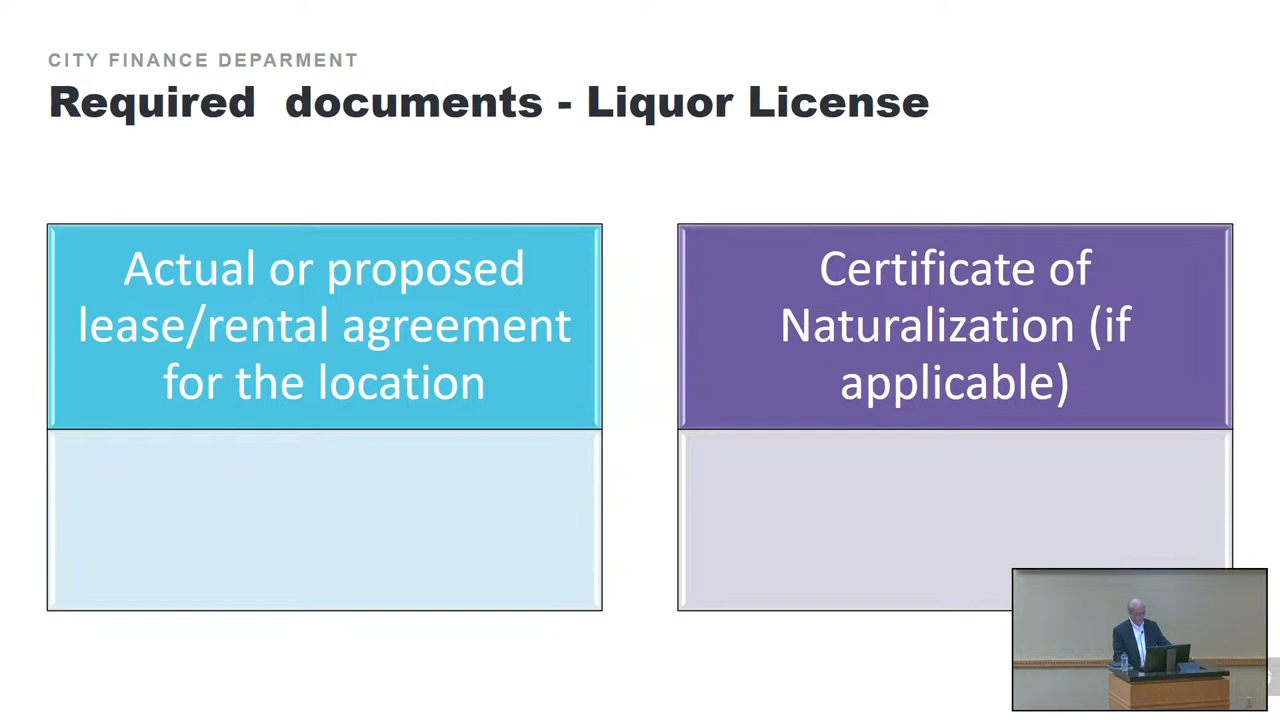 CITY FINANCE DEPARMENT
Required documents - Liquor License
Actual or proposed
lease/rental agreement
for the location
Certificate of
Naturalization (if
applicable)